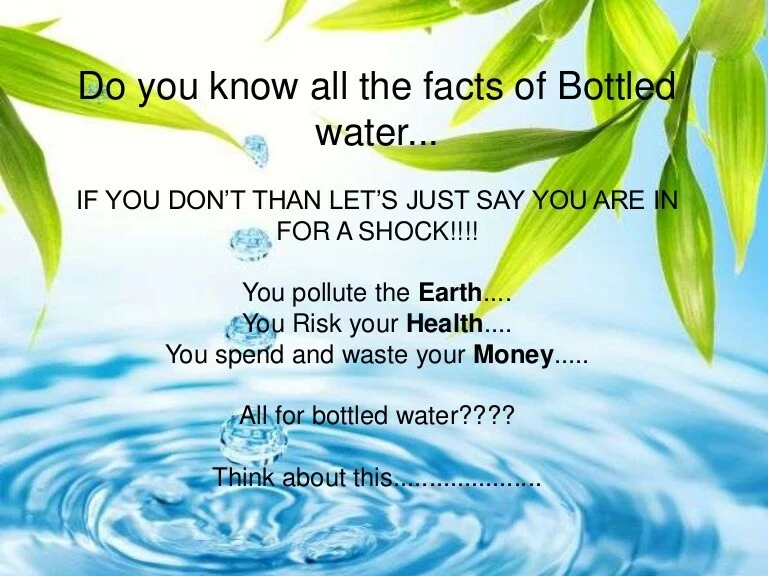 Do you know all the facts of Bottled
water...
IF YOU DON'T THAN LET'S JUST SAY YOU ARE IN
FOR A SHOCK!!!!
You pollute the Earth....
You Risk your Health....
You spend and waste your Money.....
All for bottled water????
Think about this.....................